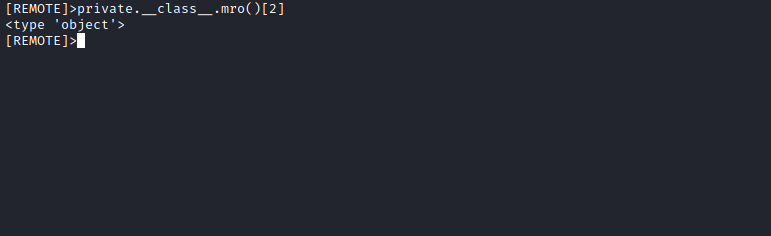 [REMOTE]>private.__class__.mro()[2]
<type 'object'>
[REMOTE]>